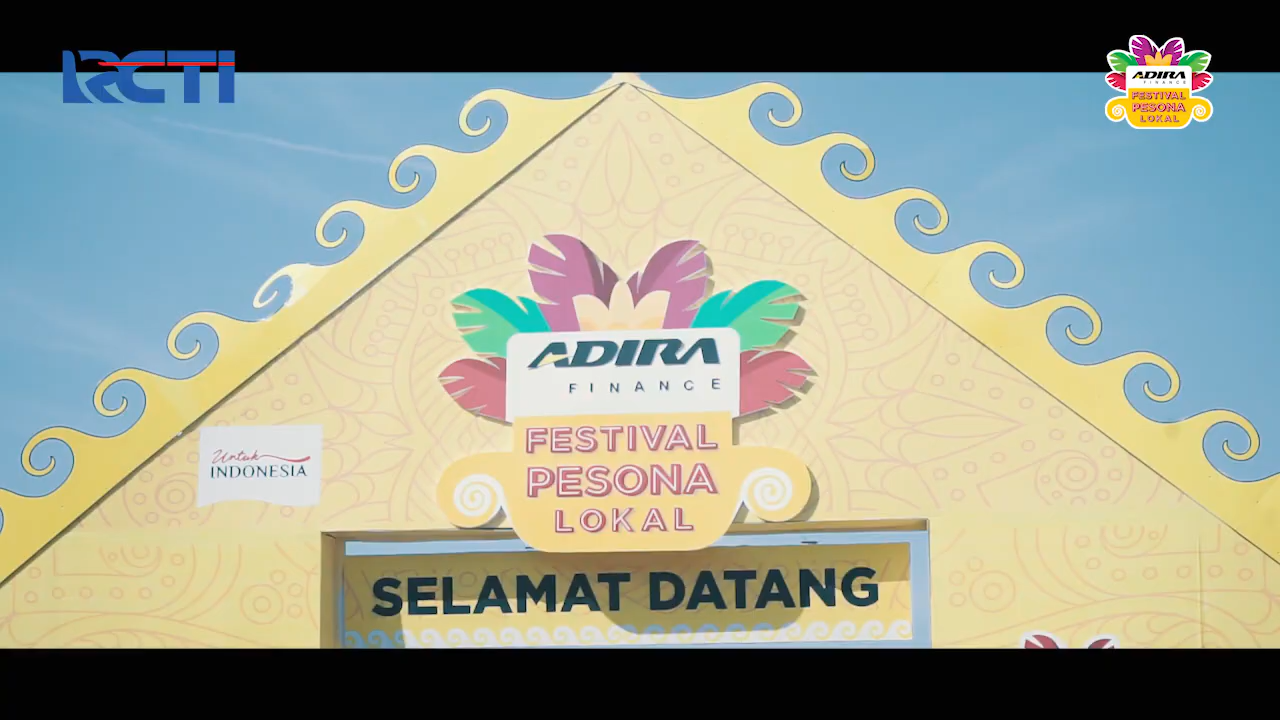 RCTI
ADIRA
FINANCE
FESTIVAL
PESONA
LOKAL
ADIRA
FINANCE
FESTIVAL
PESONA
LOKAL
Untuk
INDONESIA
SELAMAT DATANG